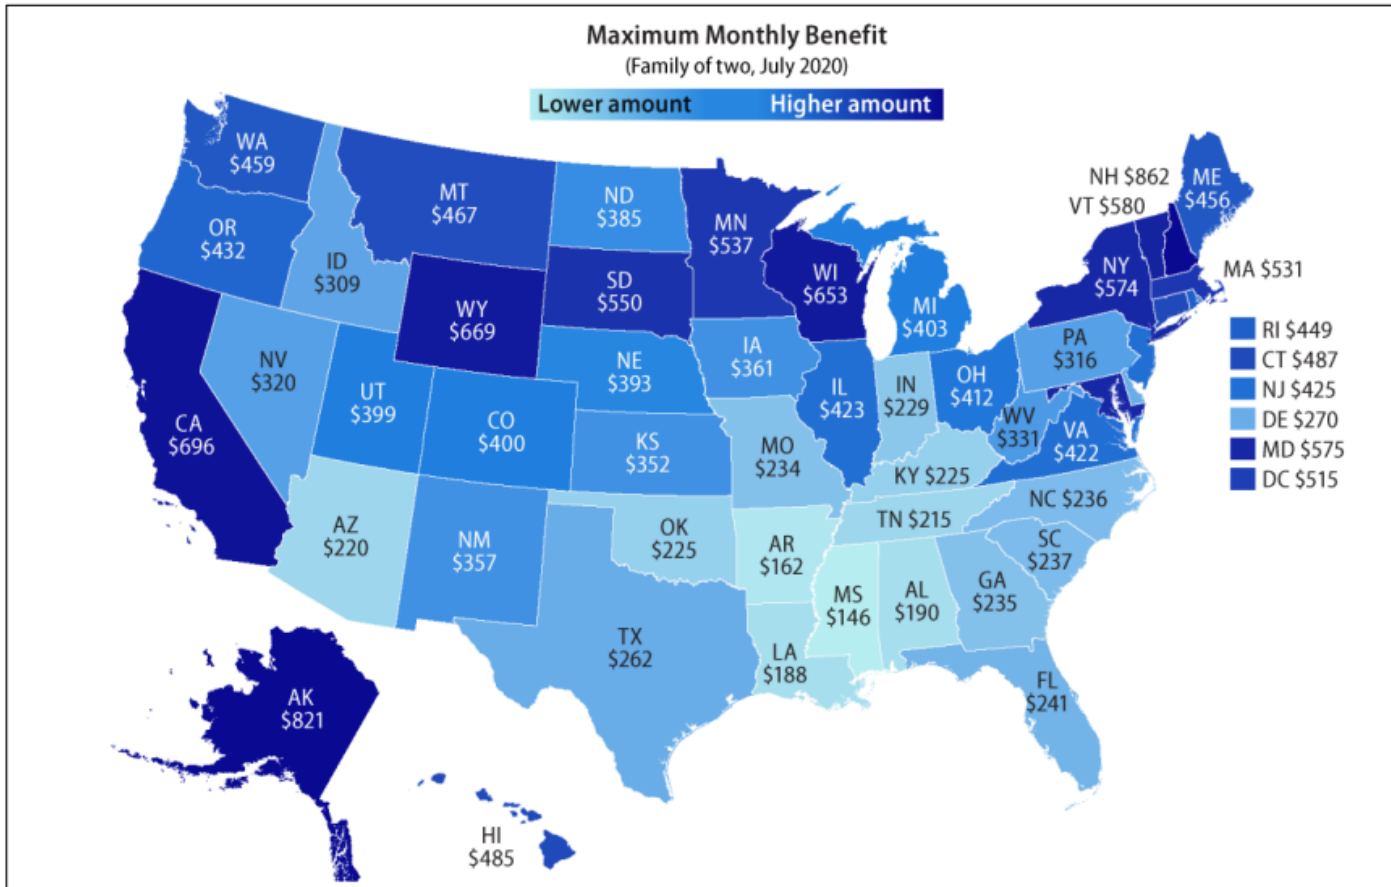 Maximum Monthly Benefit
(Family of two, July 2020)
Lower amount Higher amount
WA
$459
MT
$467
ND
$385
MN
$537
NH $862
VT $580
ME
$456
OR
$432
ID
$309
WY
$669
SD
$550
WI
$653
MI
$403
NY
$574
MA $531
RI $449
CT $487
NJ $425
DE $270
MD $575
DC $515
NV
$320
UT
$399
CO
$400
NE
$393
IA
$361
IL
$423
IN
$229
OH
$412
PA
$316
WV
$331
VA
$422
CA
$696
KS
$352
MO
$234
KY $225
NC $236
TN $215
SC
$237
AZ
$220
NM
$357
OK
$225
AR
$162
MS
$146
AL
$190
GA
$235
TX
$262
LA
$188
FL
$241
AK
$821
HI
$485